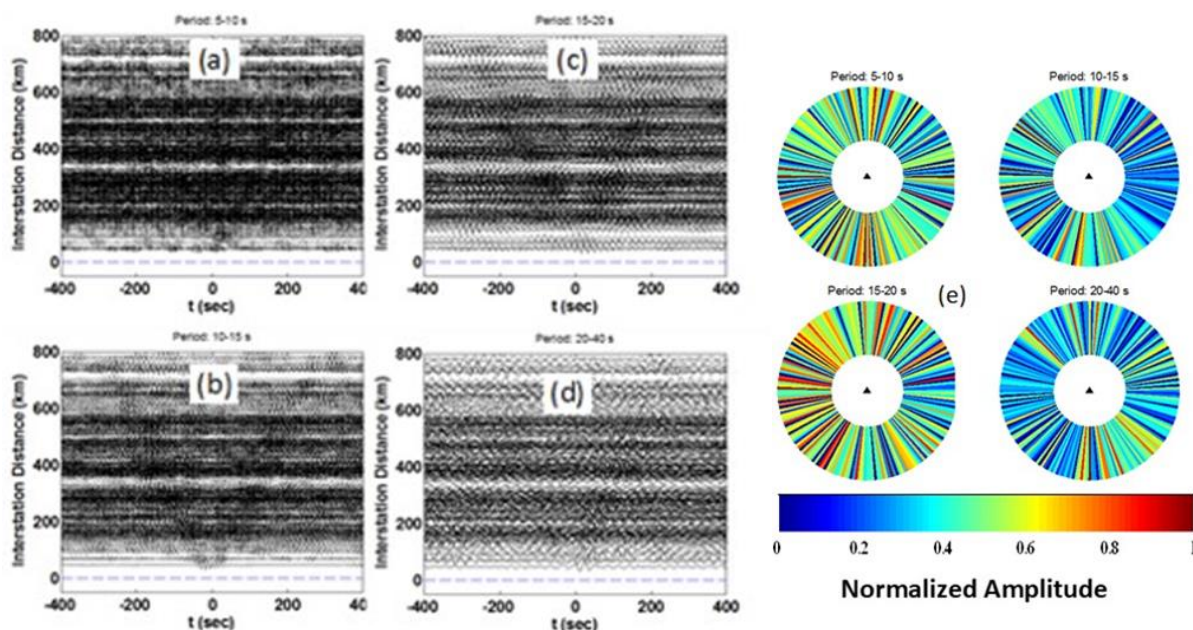 Period: 5-10 s
800
600
400
200
0
-400 -200 0 200 40
Interstation Distance (km)
t (sec)
(a)
Period: 15-20 s
800
600
400
200
0
-400 -200 0 200 400
Interstation Distance (km)
t (sec)
(c)
Period: 10-15 s
800
600
400
200
0
-400 -200 0 200 40
Interstation Distance (km)
t (sec)
(b)
Period: 20-40 s
800
600
400
200
0
-400 -200 0 200 400
Interstation Distance (km)
t (sec)
(d)
Period: 5-10 s
Period: 10-15 s
Period: 15-20 s
(e)
Period: 20-40 s
0 0.2 0.4 0.6 0.8 1
Normalized Amplitude